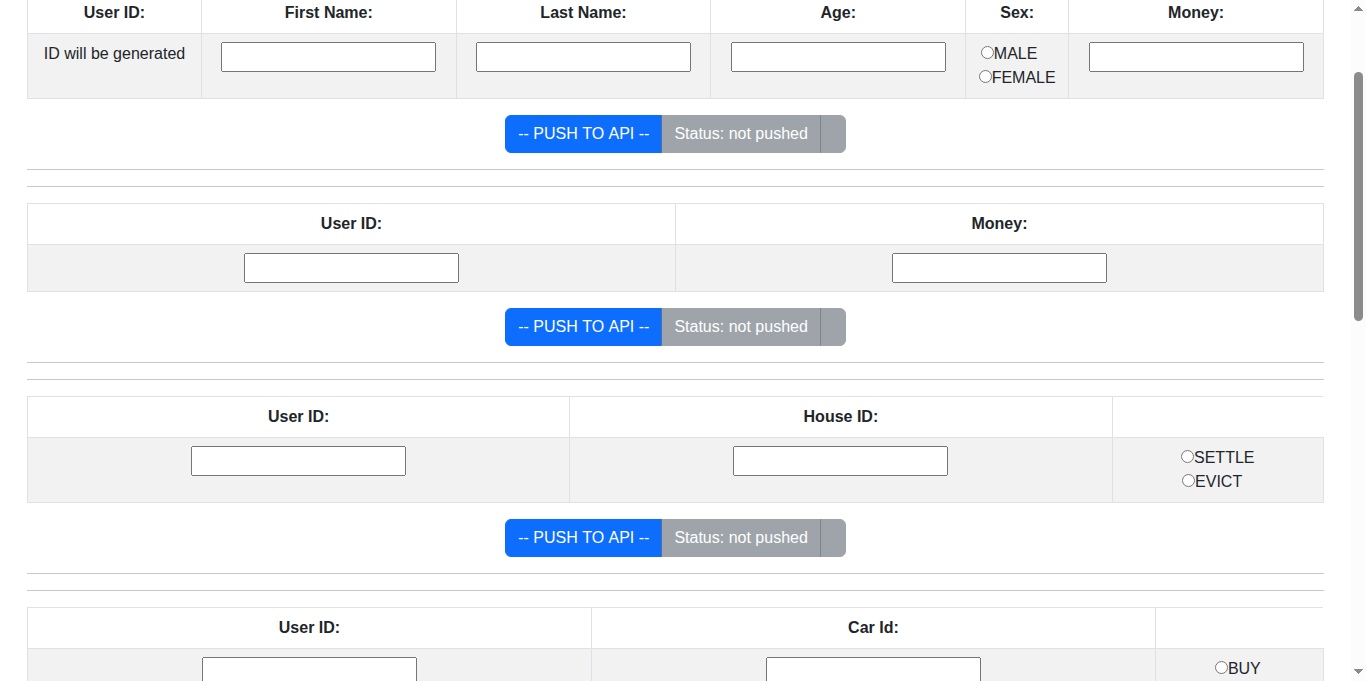 User ID: First Name: Last Name: Age: Sex: Money:
ID will be generated MALE
FEMALE
-- PUSH TO API -- Status: not pushed
User ID: Money:
-- PUSH TO API -- Status: not pushed
User ID: House ID:
SETTLE
EVICT
-- PUSH TO API -- Status: not pushed
User ID: Car Id:
BUY